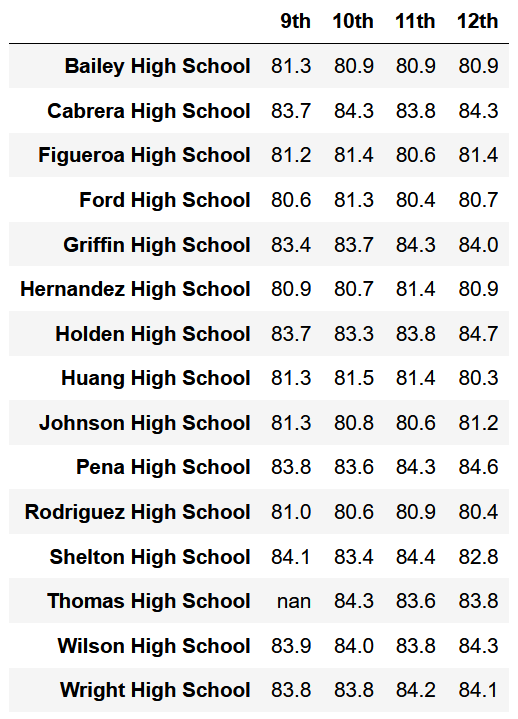 9th 10th 11th 12th
Bailey High School 81.3 80.9 80.9 80.9
Cabrera High School 83.7 84.3 83.8 84.3
Figueroa High School 81.2 81.4 80.6 81.4
Ford High School 80.6 81.3 80.4 80.7
Griffin High School 83.4 83.7 84.3 84.0
Hernandez High School 80.9 80.7 81.4 80.9
Holden High School 83.7 83.3 83.8 84.7
Huang High School 81.3 81.5 81.4 80.3
Johnson High School 81.3 80.8 80.6 81.2
Pena High School 83.8 83.6 84.3 84.6
Rodriguez High School 81.0 80.6 80.9 80.4
Shelton High School 84.1 83.4 84.4 82.8
Thomas High School nan 84.3 83.6 83.8
Wilson High School 83.9 84.0 83.8 84.3
Wright High School 83.8 83.8 84.2 84.1